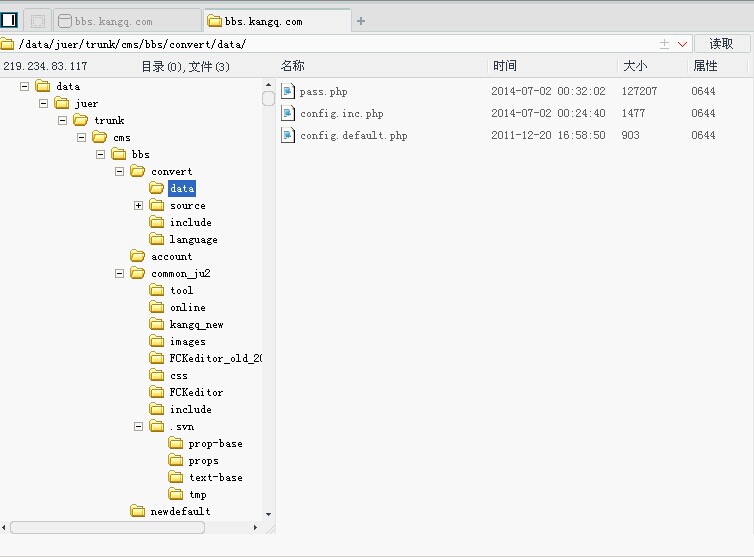 bbs.kangq.com
bbs.kangq.com
/data/juer/trunk/cms/bbs/convert/data/
读取
219.234.83.117
目录(0),文件(3)
名称
时间
大小
属性
data
juer
trunk
cms
bbs
convert
data
source
include
language
account
common_ju2
tool
online
kangq_new
images
FCKeditor_old_20
css
FCKeditor
include
.svn
prop-base
props
text-base
tmp
newdefault
pass.php 2014-07-02 00:32:02 127207 0644
config.inc.php 2014-07-02 00:24:40 1477 0644
config.default.php 2011-12-20 16:58:50 903 0644